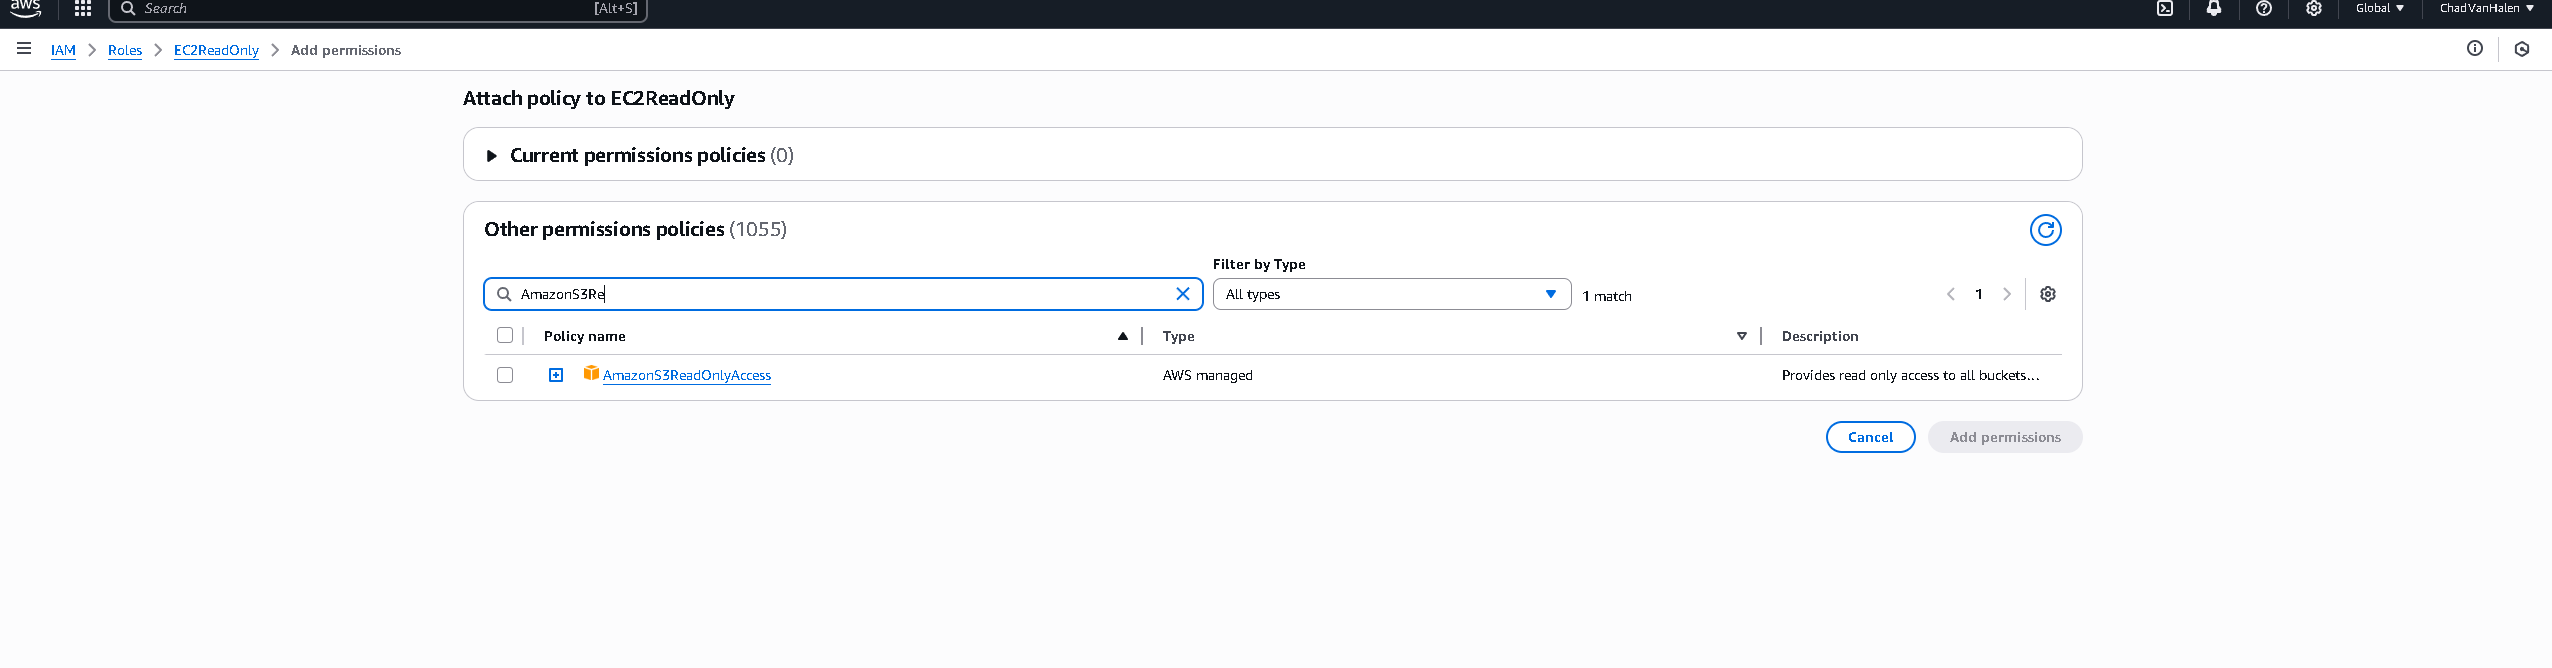 aws Search [Alt+S] Global ChadVanHalen
IAM Roles EC2ReadOnly Add permissions
Attach policy to EC2ReadOnly
Current permissions policies (0)
Other permissions policies (1055)
Filter by Type
AmazonS3Re All types 1 match 1
Policy name Type Description
AmazonS3ReadOnlyAccess AWS managed Provides read only access to all buckets...
Cancel Add permissions